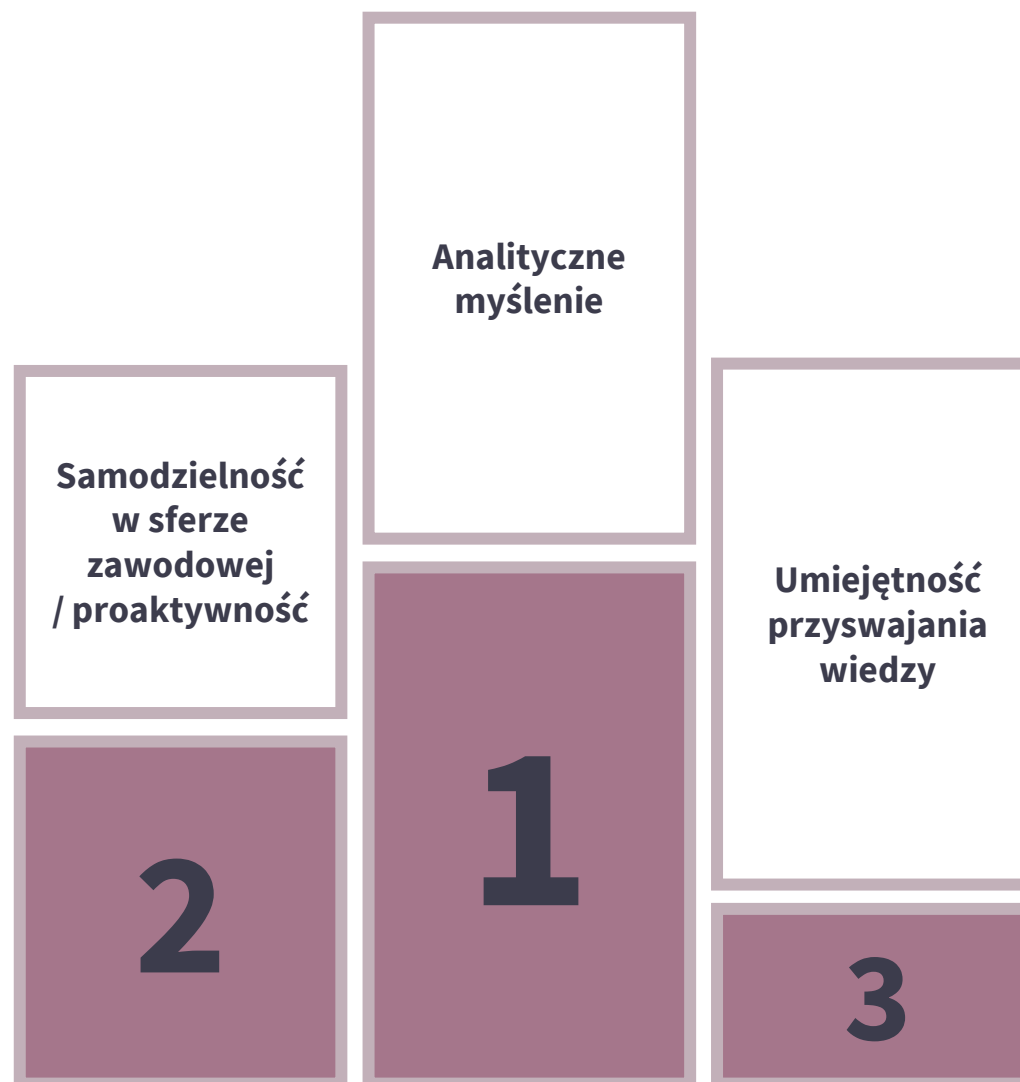 Analityczne
myślenie
Samodzielność
w sferze
zawodowej
/ proaktywność
Umiejętność
przyswajania
wiedzy
2
1
3